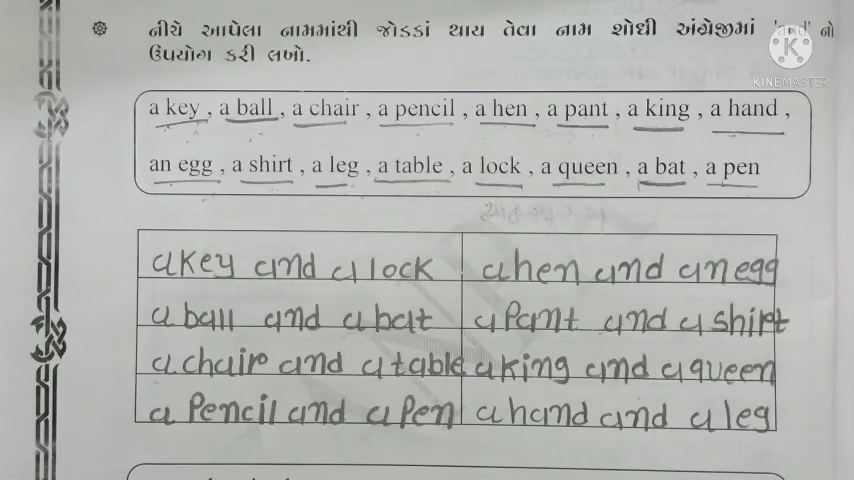 નીચે આપેલા નામમાંથી જોડકાં થાય તેવા નામ શોધી અંગ્રેજીમાં 'and' નો
ઉપયોગ કરી લખો.
KINEMASTER
a key , a ball , a chair , a pencil , a hen , a pant , a king , a hand ,
an egg , a shirt , a leg , a table , a lock , a queen , a bat , a pen
a key and a lock a hen and an egg
a ball and a bat a pant and a shirt
a chair and a table a king and a queen
a Pencil and a Pen a hand and a leg